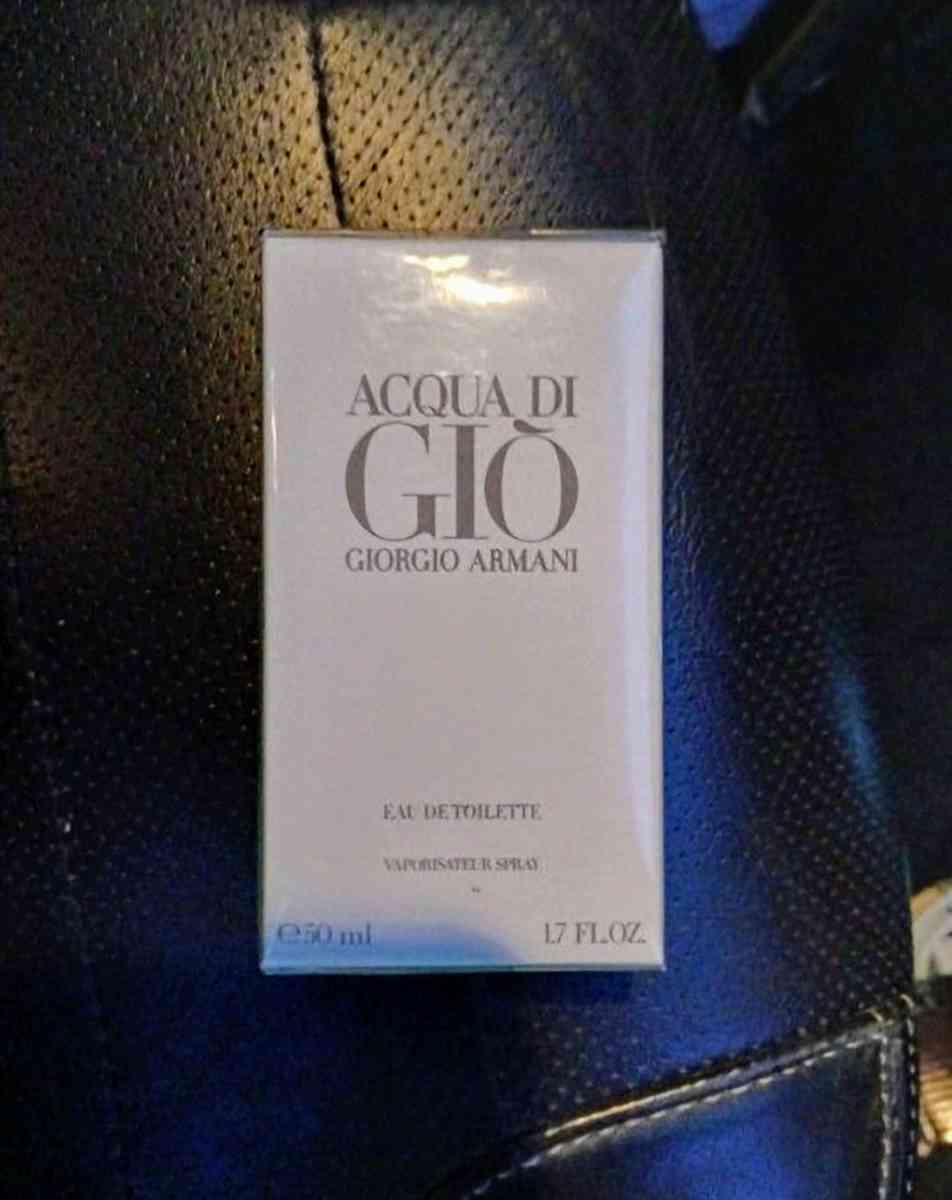 ACQUA DI
GIÒ
GIORGIO ARMANI
EAU DE TOILETTE
VAPORISATEUR SPRAY
℮50 ml 1.7 FL.OZ.